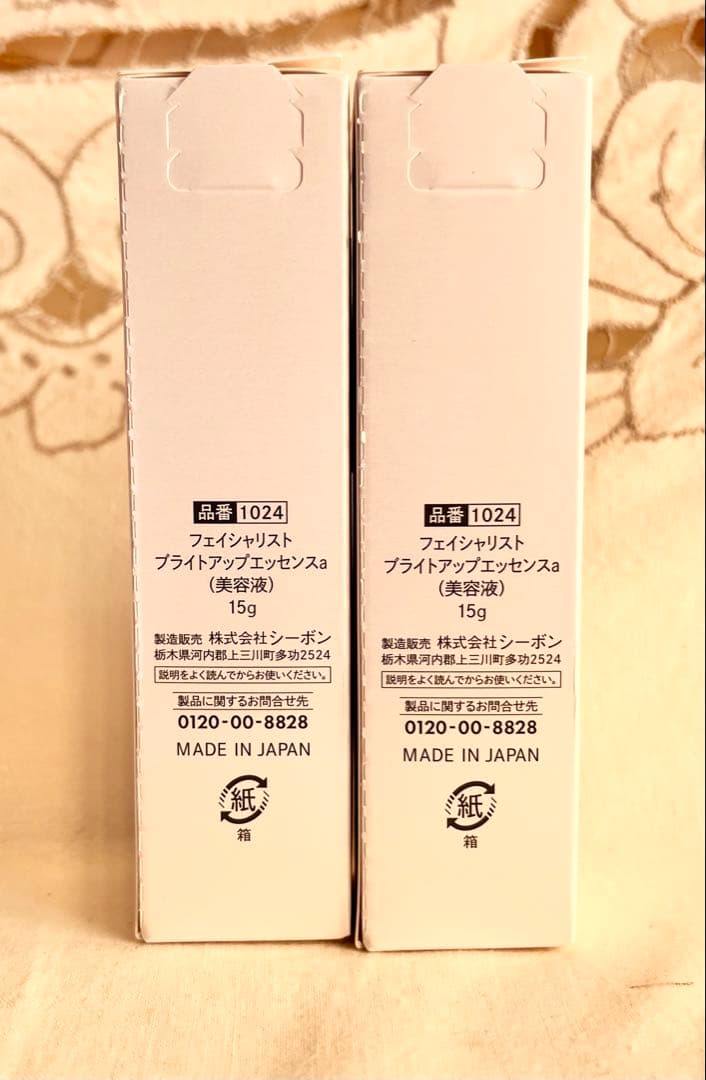 品番 1024
フェイシャリスト
ブライトアップエッセンスa
(美容液)
15g
製造販売 株式会社シーボン
栃木県河内郡上三川町多功2524
説明をよく読んでからお使いください。
製品に関するお問合せ先
0120-00-8828
MADE IN JAPAN
紙
箱
品番 1024
フェイシャリスト
ブライトアップエッセンスa
(美容液)
15g
製造販売 株式会社シーボン
栃木県河内郡上三川町多功2524
説明をよく読んでからお使いください。
製品に関するお問合せ先
0120-00-8828
MADE IN JAPAN
紙
箱